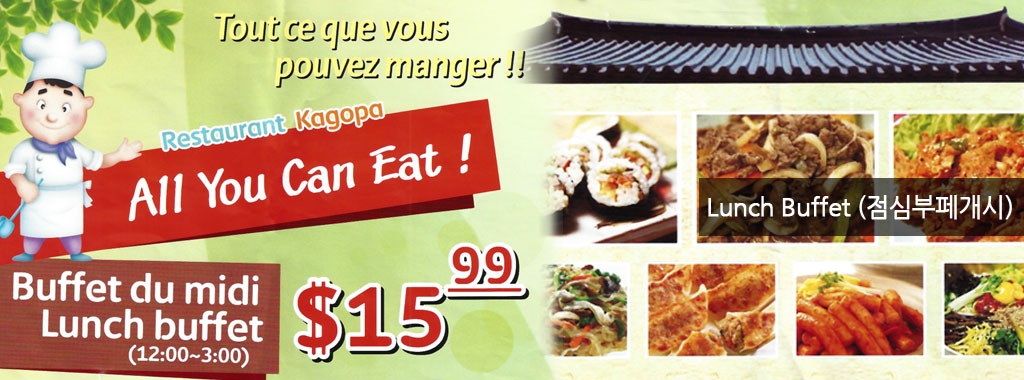 Tout ce que vous
pouvez manger !!
Restaurant Kagopa
All You Can Eat !
Lunch Buffet (점심부페개시)
Buffet du midi
Lunch buffet
(12:00~3:00)
$15 99